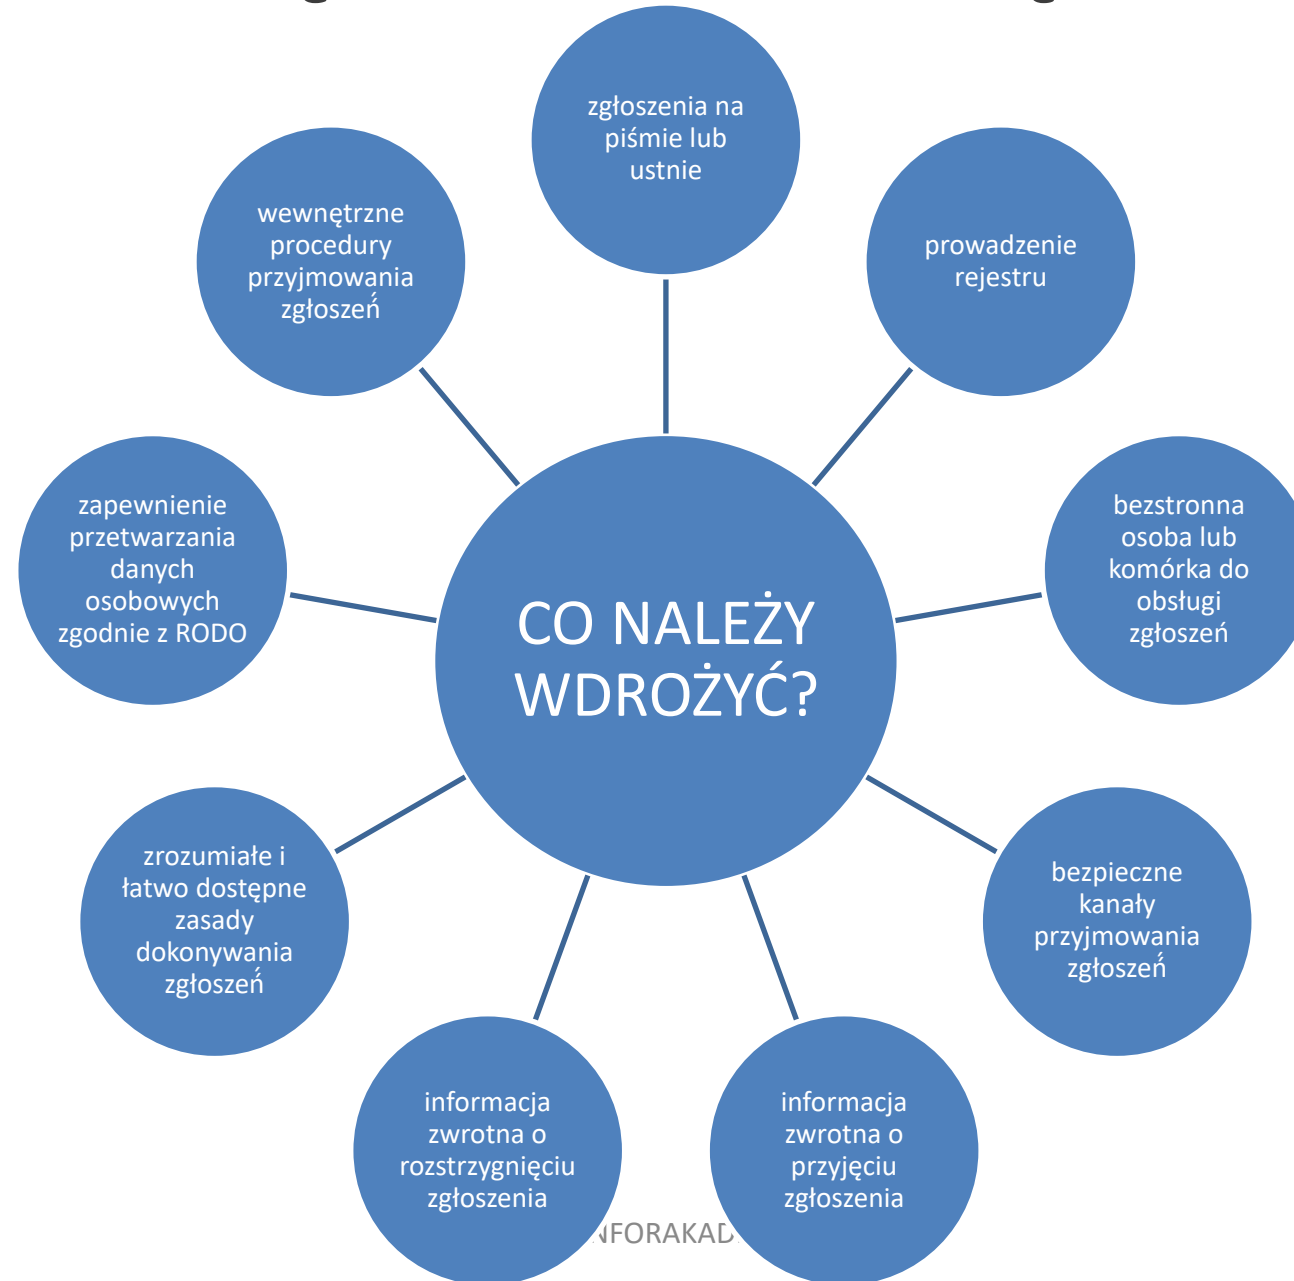 zgłoszenia na
piśmie lub
ustnie
prowadzenie
rejestru
bezstronna
osoba lub
komórka do
obsługi
zgłoszeń
bezpieczne
kanały
przyjmowania
zgłoszeń
informacja
zwrotna o
przyjęciu
zgłoszenia
informacja
zwrotna o
rozstrzygnięciu
zgłoszenia
zrozumiałe i
łatwo dostępne
zasady
dokonywania
zgłoszeń
zapewnienie
przetwarzania
danych
osobowych
zgodnie z RODO
wewnętrzne
procedury
przyjmowania
zgłoszeń
CO NALEŻY
WDROŻYĆ?